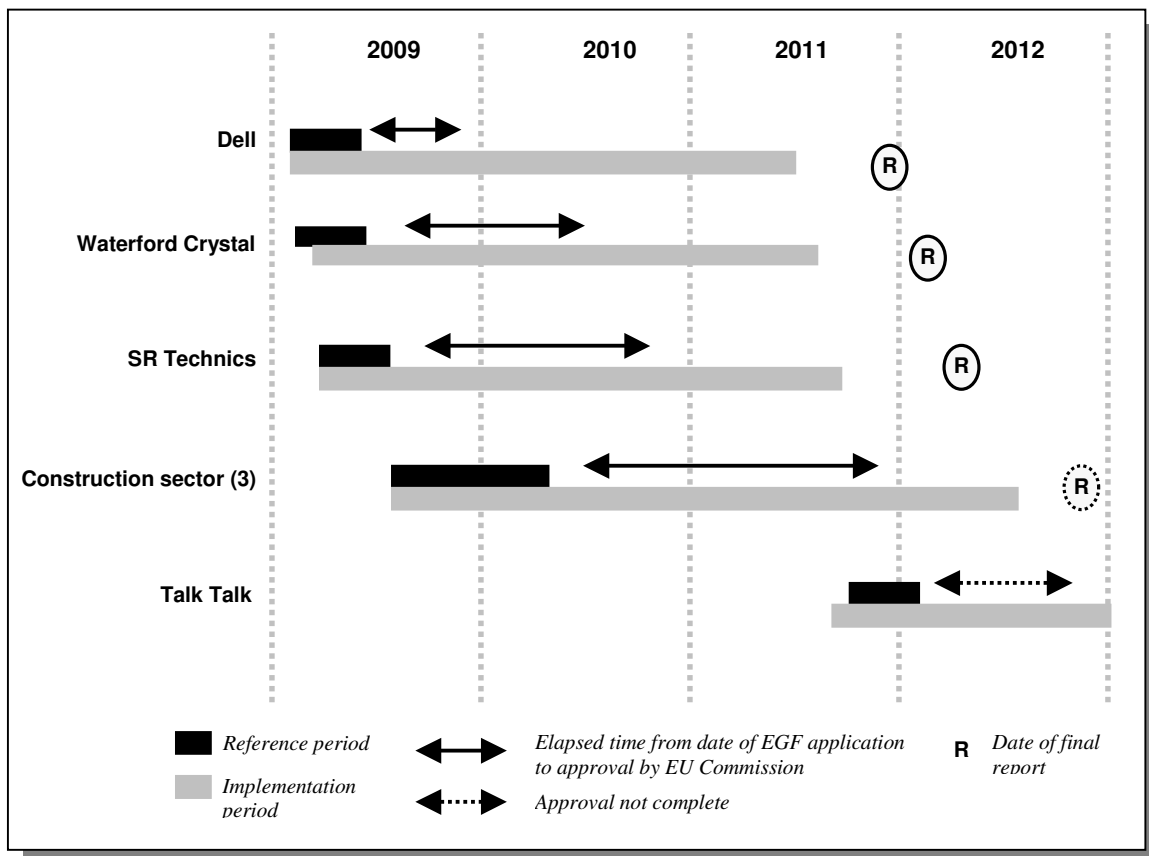 2009 2010 2011 2012
Dell
R
Waterford Crystal
R
SR Technics
R
Construction sector (3)
R
Talk Talk
Reference period
Elapsed time from date of EGF application
to approval by EU Commission
R Date of final
report
Implementation
period
Approval not complete